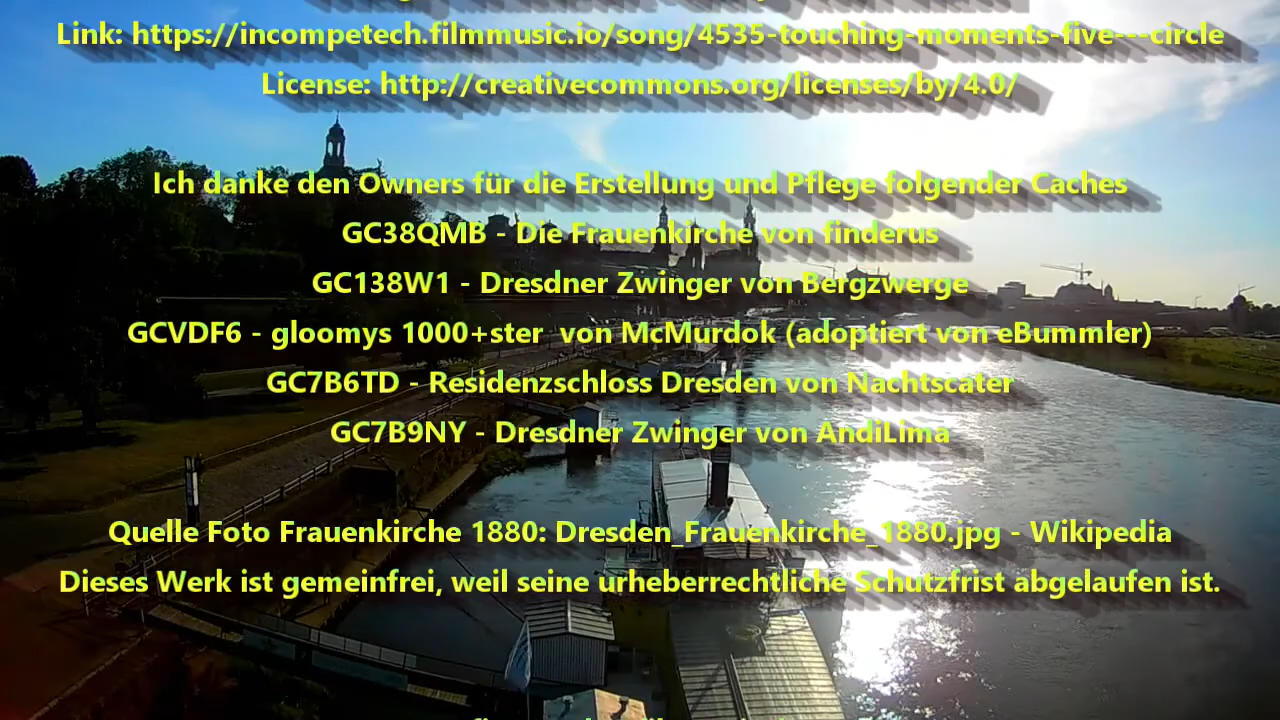 Link: https://incompetech.filmmusic.io/song/4535-touching-moments-five---circle
License: http://creativecommons.org/licenses/by/4.0/
Ich danke den Owners für die Erstellung und Pflege folgender Caches
GC38QMB - Die Frauenkirche von finderus
GC138W1 - Dresdner Zwinger von Bergzwerge
GCVDF6 - gloomys 1000+ster  von McMurdok (adoptiert von eBummler)
GC7B6TD - Residenzschloss Dresden von Nachtscater
GC7B9NY - Dresdner Zwinger von AndiLima
Quelle Foto Frauenkirche 1880: Dresden_Frauenkirche_1880.jpg - Wikipedia
Dieses Werk ist gemeinfrei, weil seine urheberrechtliche Schutzfrist abgelaufen ist.